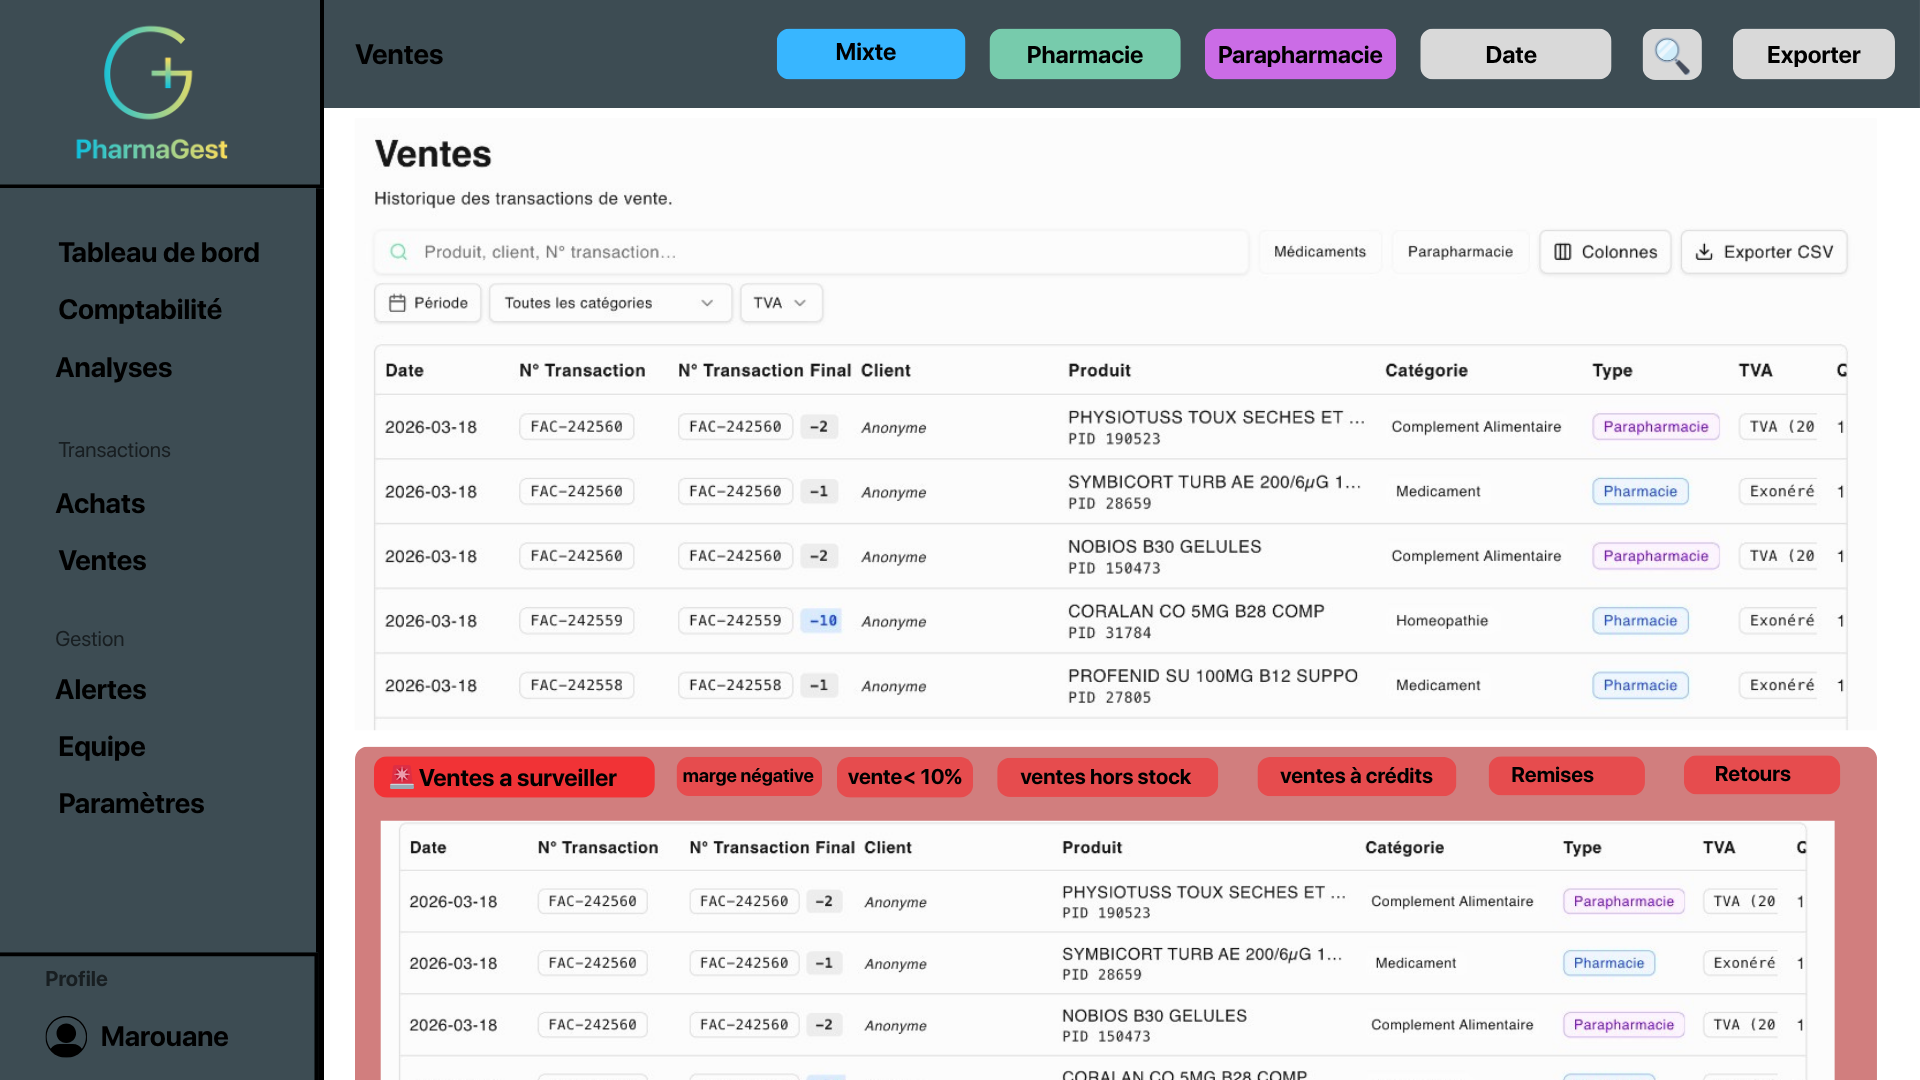 PharmaGest
Tableau de bord
Comptabilité
Analyses
Transactions
Achats
Ventes
Gestion
Alertes
Equipe
Paramètres
Profile
Marouane
Ventes
Mixte
Pharmacie
Parapharmacie
Date
Exporter
Ventes
Historique des transactions de vente.
Produit, client, N° transaction...
Médicaments
Parapharmacie
Colonnes
Exporter CSV
Période
Toutes les catégories
TVA
Date N° Transaction N° Transaction Final Client Produit Catégorie Type TVA
2026-03-18 FAC-242560 FAC-242560 -2 Anonyme PHYSIOTUSS TOUX SECHES ET ... Complement Alimentaire Parapharmacie TVA (20 1
PID 190523
2026-03-18 FAC-242560 FAC-242560 -1 Anonyme SYMBICORT TURB AE 200/6µG 1... Medicament Pharmacie Exonéré 1
PID 28659
2026-03-18 FAC-242560 FAC-242560 -2 Anonyme NOBIOS B30 GELULES Complement Alimentaire Parapharmacie TVA (20 1
PID 150473
2026-03-18 FAC-242559 FAC-242559 -10 Anonyme CORALAN CO 5MG B28 COMP Homeopathie Pharmacie Exonéré 1
PID 31784
2026-03-18 FAC-242558 FAC-242558 -1 Anonyme PROFENID SU 100MG B12 SUPPO Medicament Pharmacie Exonéré 1
PID 27805
Ventes a surveiller
marge négative
vente< 10%
ventes hors stock
ventes à crédits
Remises
Retours
Date N° Transaction N° Transaction Final Client Produit Catégorie Type TVA
2026-03-18 FAC-242560 FAC-242560 -2 Anonyme PHYSIOTUSS TOUX SECHES ET ... Complement Alimentaire Parapharmacie TVA (20 1
PID 190523
2026-03-18 FAC-242560 FAC-242560 -1 Anonyme SYMBICORT TURB AE 200/6µG 1... Medicament Pharmacie Exonéré 1
PID 28659
2026-03-18 FAC-242560 FAC-242560 -2 Anonyme NOBIOS B30 GELULES Complement Alimentaire Parapharmacie TVA (20 1
PID 150473
CORALAN CO 5MG B28 COMP